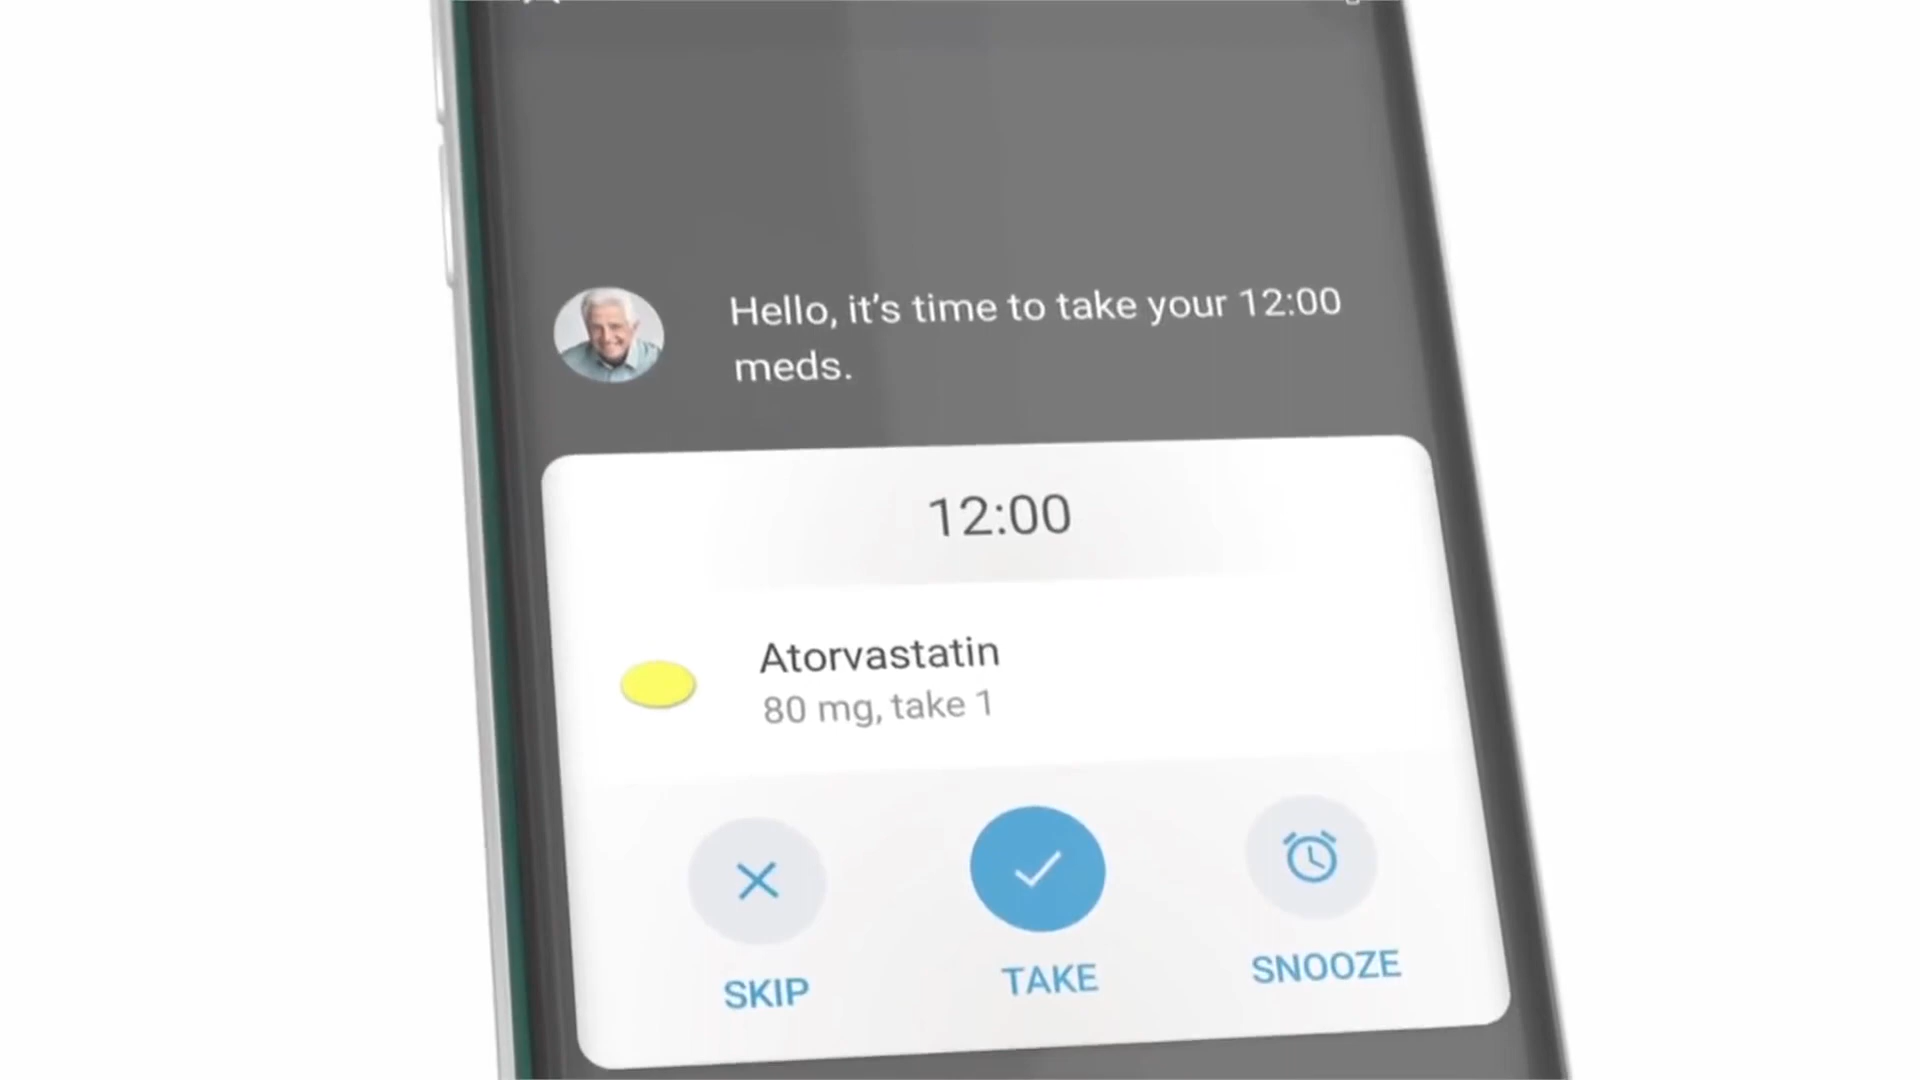 Hello, it's time to take your 12:00
meds.
12:00
Atorvastatin
80 mg, take 1
SKIP
TAKE
SNOOZE